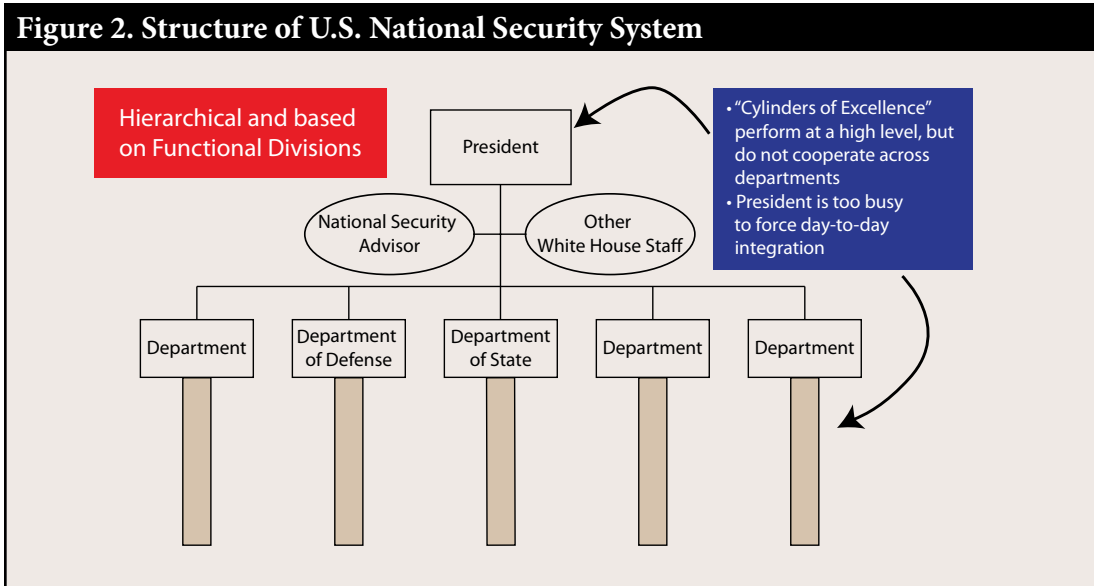 Figure 2. Structure of U.S. National Security System
Hierarchical and based
on Functional Divisions
President
• “Cylinders of Excellence”
perform at a high level, but
do not cooperate across
departments
• President is too busy
to force day-to-day
integration
National Security
Advisor
Other
White House Staff
Department
Department
of Defense
Department
of State
Department
Department